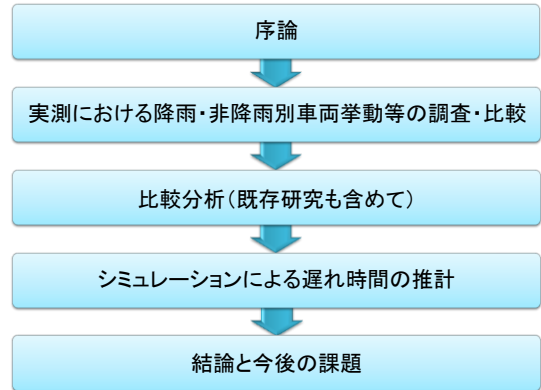 序論
実測における降雨・非降雨別車両挙動等の調査・比較
比較分析(既存研究も含めて)
シミュレーションによる遅れ時間の推計
結論と今後の課題